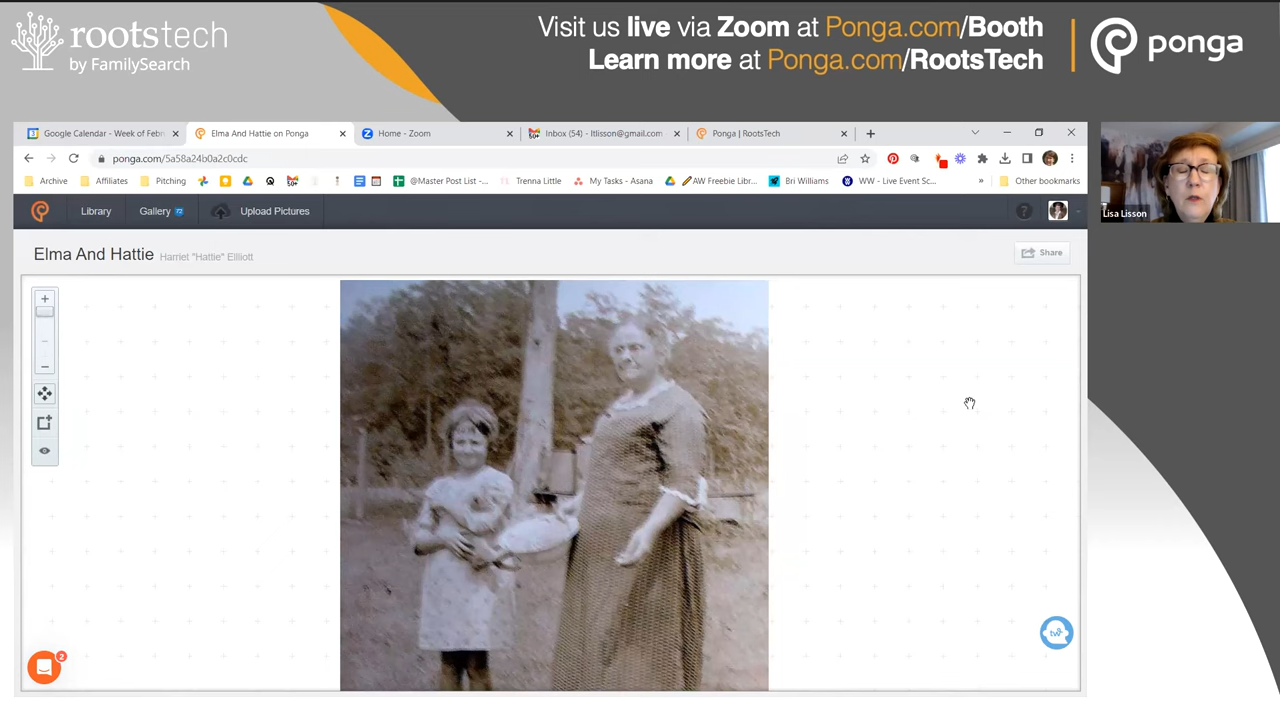 rootstech
by FamilySearch
Visit us live via Zoom at Ponga.com/Booth
Learn more at Ponga.com/RootsTech
ponga
Google Calendar - Week of Febr
Elma And Hattie on Ponga
Home - Zoom
Inbox (54) - ltlisson@gmail.com
Ponga | RootsTech
ponga.com/5a58a24b0a2c0cdc
Archive
Affiliates
Pitching
50+
@Master Post List -...
Trenna Little
My Tasks - Asana
AW Freebie Libr...
Bri Williams
WW - Live Event Sc...
»
Other bookmarks
Library
Gallery
Upload Pictures
?
Lisa Lisson
Elma And Hattie
Harriet "Hattie" Ellliott
Share
2